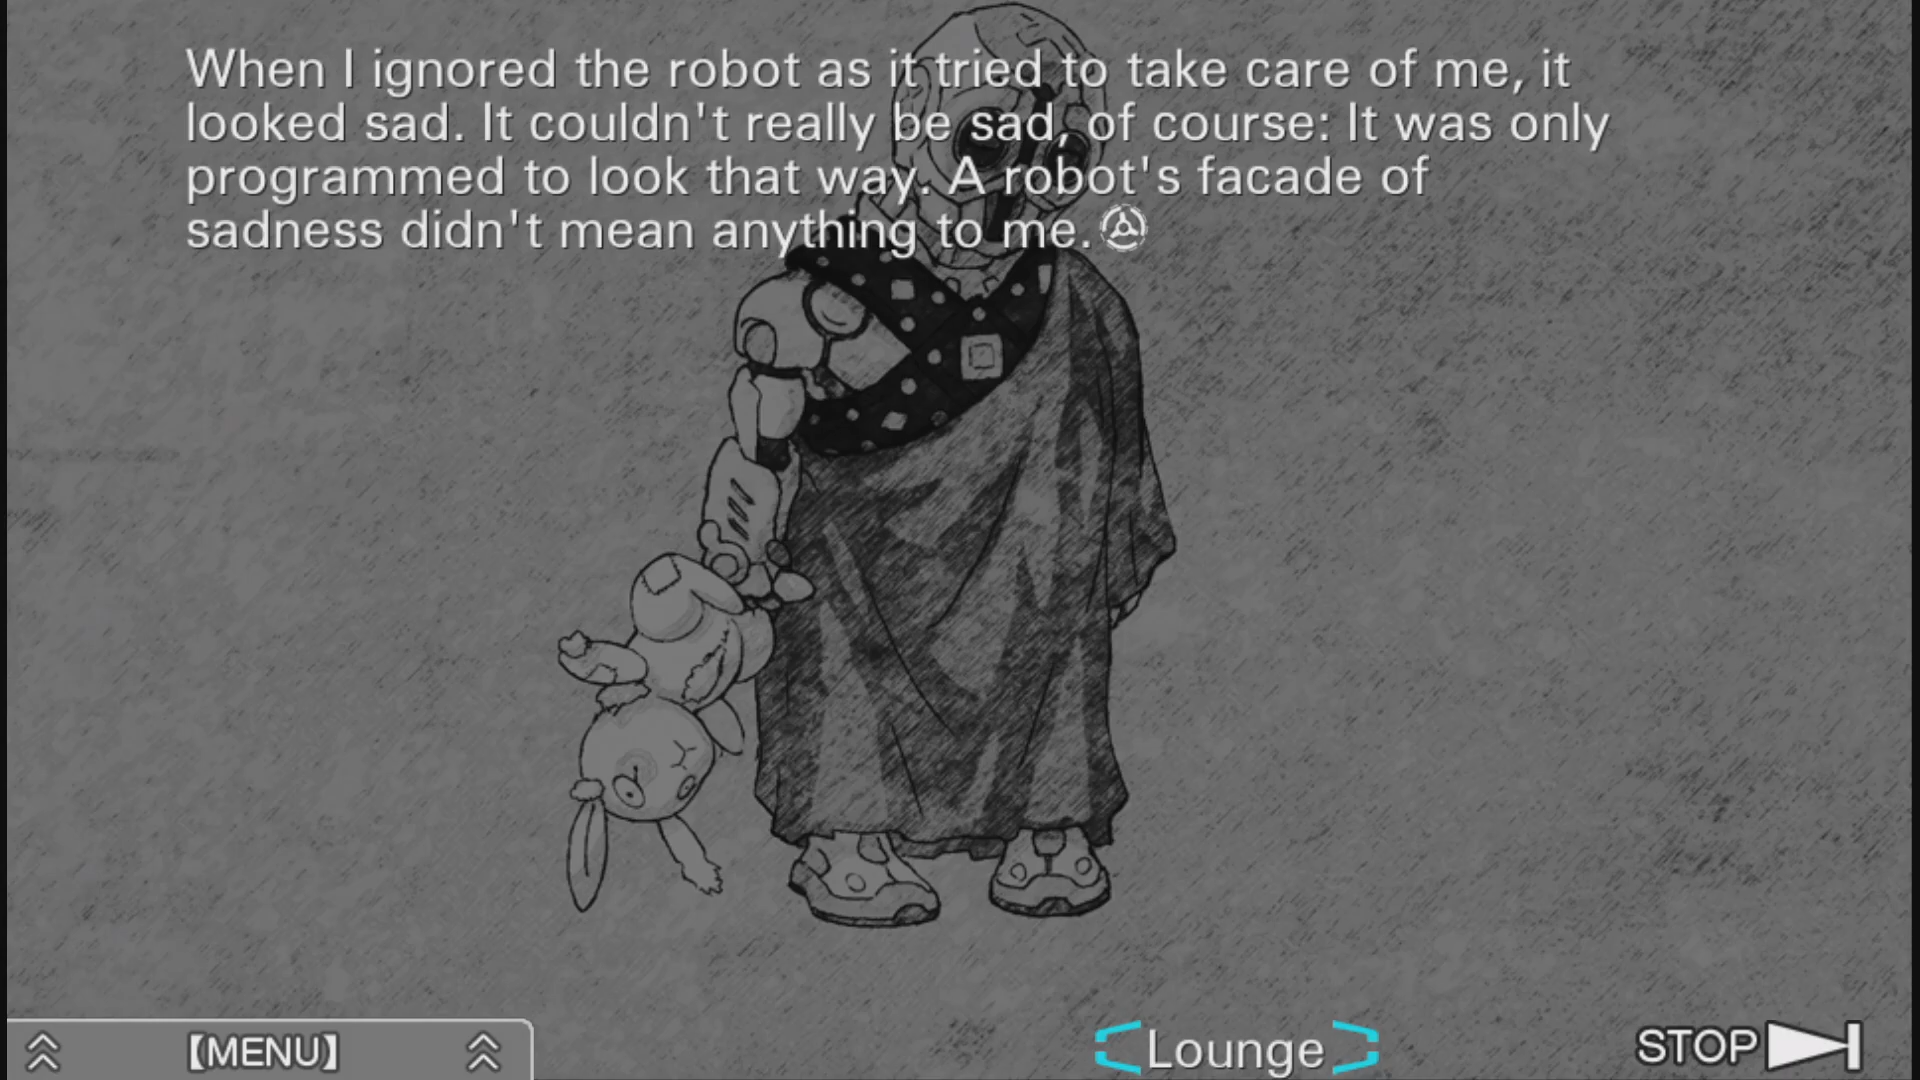 When I ignored the robot as it tried to take care of me, it
looked sad. It couldn't really be sad, of course: It was only
programmed to look that way. A robot's facade of
sadness didn't mean anything to me.
【MENU】
Lounge
STOP